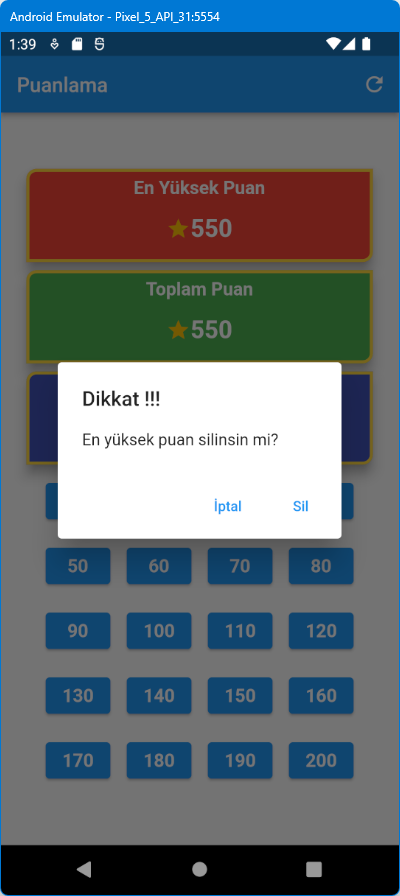 Android Emulator - Pixel_5_API_31:5554
1:39
Puanlama
En Yüksek Puan
550
Toplam Puan
550
Dikkat !!!
En yüksek puan silinsin mi?
İptal Sil
50 60 70 80
90 100 110 120
130 140 150 160
170 180 190 200